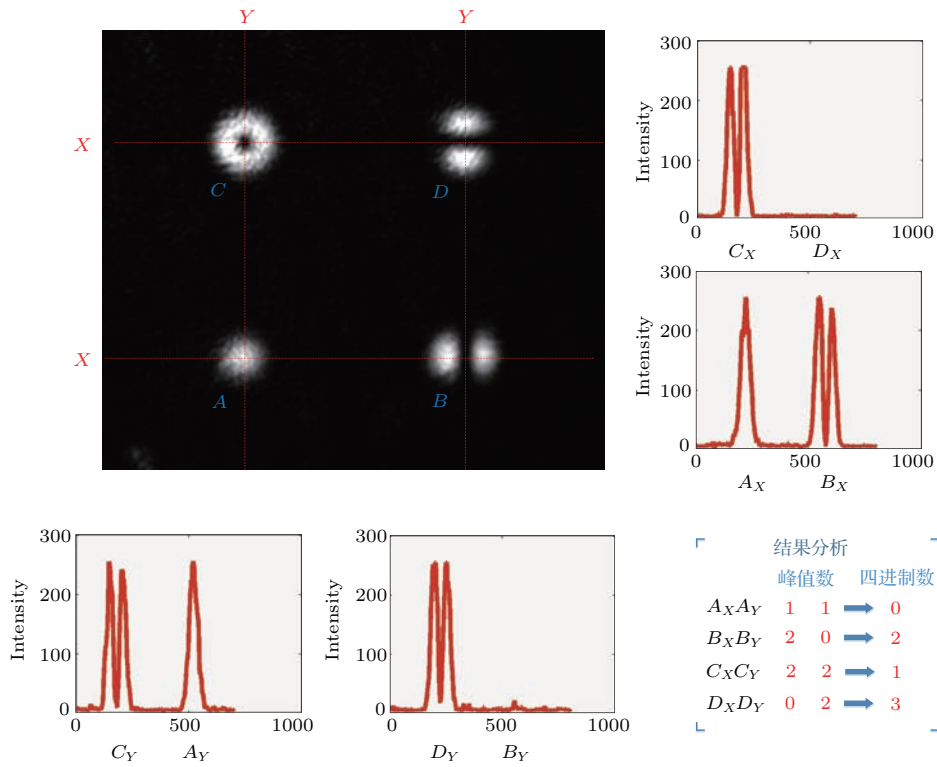 Y Y
X
C D
X
A B
300
200
100
0
Intensity
0 500 1000
C_X D_X
300
200
100
0
Intensity
0 500 1000
A_X B_X
300
200
100
0
Intensity
0 500 1000
C_Y A_Y
300
200
100
0
Intensity
0 500 1000
D_Y B_Y
结果分析
峰值数 四进制数
A_XA_Y 1 1 0
B_XB_Y 2 0 2
C_XC_Y 2 2 1
D_XD_Y 0 2 3